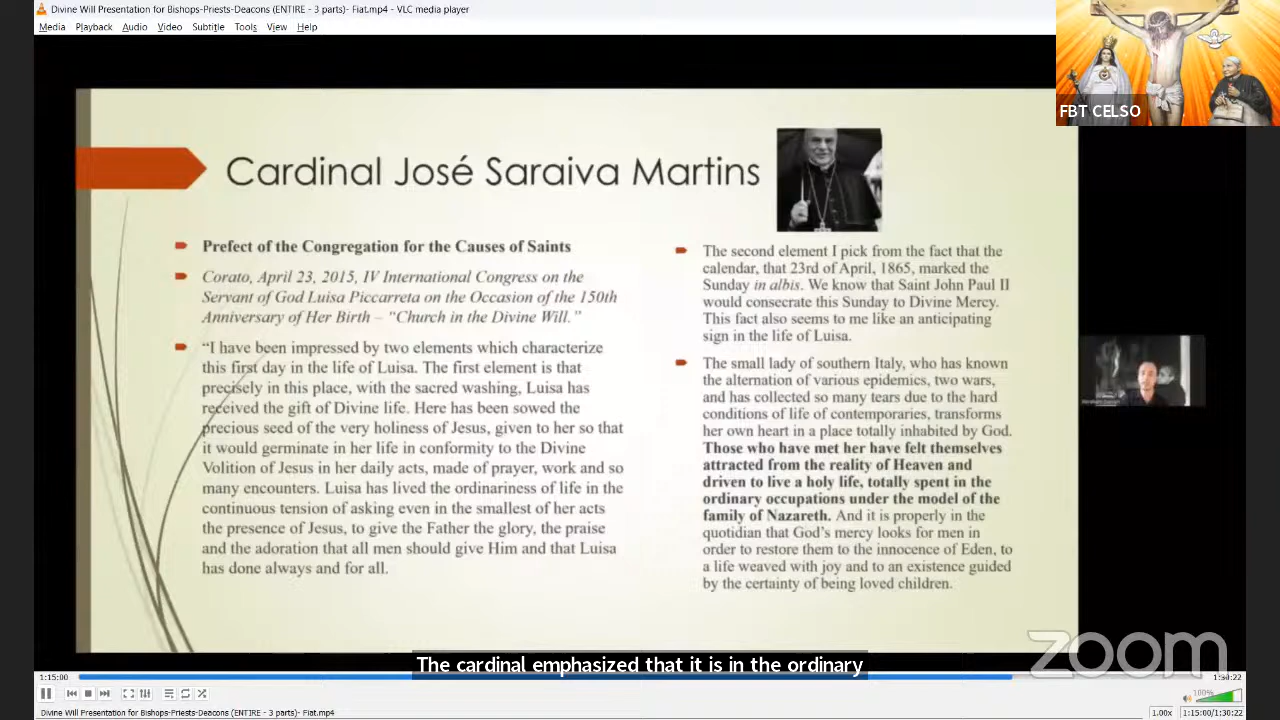 Divine Will Presentation for Bishops-Priests-Deacons (ENTIRE - 3 parts)- Fiat.mp4 - VLC media player
Media Playback Audio Video Subtitle Tools View Help
FBT CELSO
Cardinal José Saraiva Martins
Prefect of the Congregation for the Causes of Saints
Corato, April 23, 2015, IV International Congress on the
Servant of God Luisa Piccarreta on the Occasion of the 150th
Anniversary of Her Birth – “Church in the Divine Will.”
“I have been impressed by two elements which characterize
this first day in the life of Luisa. The first element is that
precisely in this place, with the sacred washing, Luisa has
received the gift of Divine life. Here has been sowed the
precious seed of the very holiness of Jesus, given to her so that
it would germinate in her life in conformity to the Divine
Volition of Jesus in her daily acts, made of prayer, work and so
many encounters. Luisa has lived the ordinariness of life in the
continuous tension of asking even in the smallest of her acts
the presence of Jesus, to give the Father the glory, the praise
and the adoration that all men should give Him and that Luisa
has done always and for all.
The second element I pick from the fact that the
calendar, that 23rd of April, 1865, marked the
Sunday in albis. We know that Saint John Paul II
would consecrate this Sunday to Divine Mercy.
This fact also seems to me like an anticipating
sign in the life of Luisa.
The small lady of southern Italy, who has known
the alternation of various epidemics, two wars,
and has collected so many tears due to the hard
conditions of life of contemporaries, transforms
her own heart in a place totally inhabited by God.
Those who have met her have felt themselves
attracted from the reality of Heaven and
driven to live a holy life, totally spent in the
ordinary occupations under the model of the
family of Nazareth. And it is properly in the
quotidian that God’s mercy looks for men in
order to restore them to the innocence of Eden, to
a life weaved with joy and to an existence guided
by the certainty of being loved children.
The cardinal emphasized that it is in the ordinary
zoom
1:15:00
1:30:22
100%
Divine Will Presentation for Bishops-Priests-Deacons (ENTIRE - 3 parts)- Fiat.mp4
1.00x
1:15:00/1:30:22